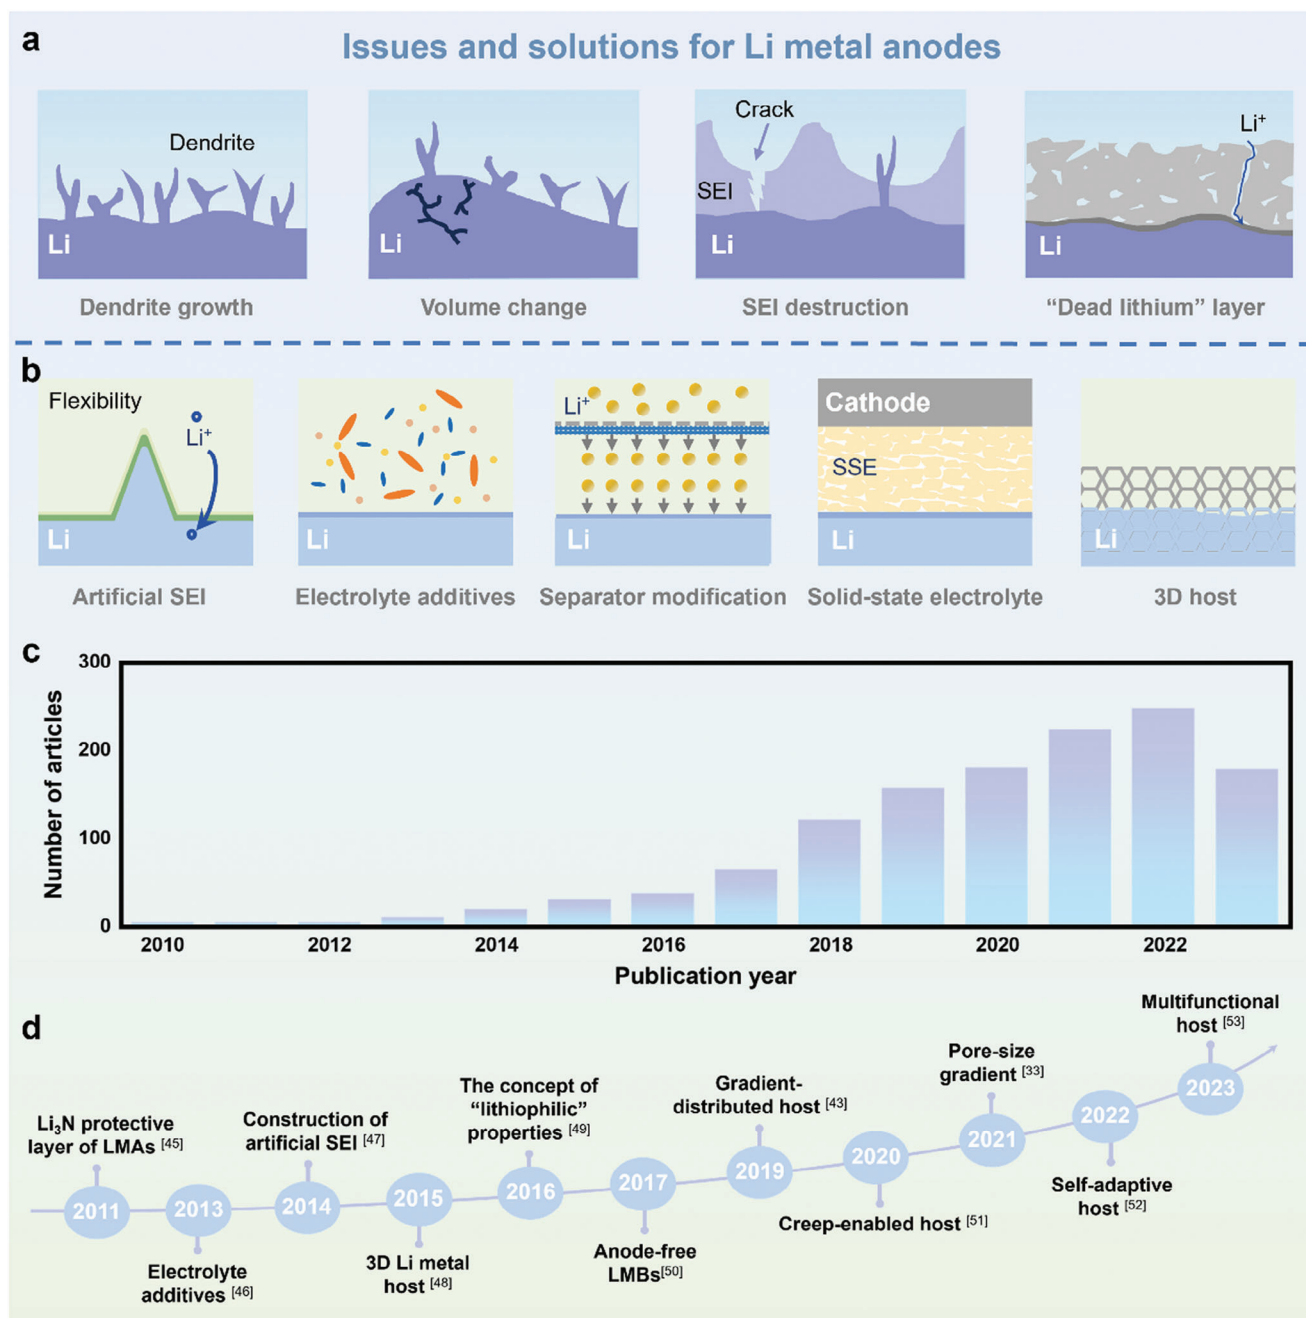 a
Issues and solutions for Li metal anodes
Dendrite
Li
Dendrite growth
Li
Volume change
Crack
SEI
Li
SEI destruction
Li⁺
Li
“Dead lithium” layer
b
Flexibility
Li⁺
Li
Artificial SEI
Li
Electrolyte additives
Li⁺
Li
Separator modification
Cathode
SSE
Li
Solid-state electrolyte
Li
3D host
c
Number of articles
300
200
100
0
2010 2012 2014 2016 2018 2020 2022
Publication year
d
Li₃N protective
layer of LMAs [45]
2011
2013
Electrolyte
additives [46]
Construction of
artificial SEI [47]
2014
2015
3D Li metal
host [48]
The concept of
“lithiophilic”
properties [49]
2016
2017
Anode-free
LMBs[50]
Gradient-
distributed host [43]
2019
2020
Creep-enabled host [51]
Pore-size
gradient [33]
2021
2022
Self-adaptive
host [52]
Multifunctional
host [53]
2023